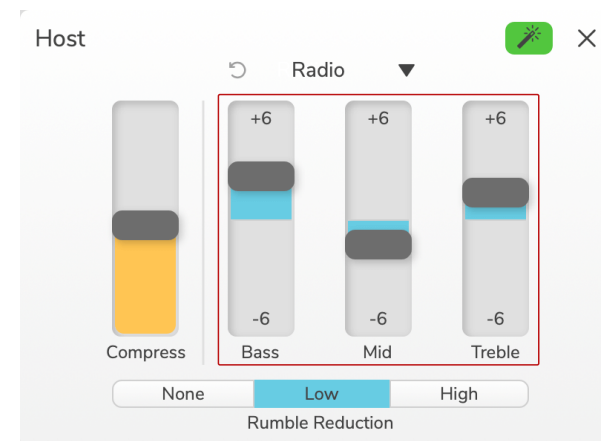 Host
Radio
+6 +6 +6
-6 -6 -6
Compress Bass Mid Treble
None Low High
Rumble Reduction